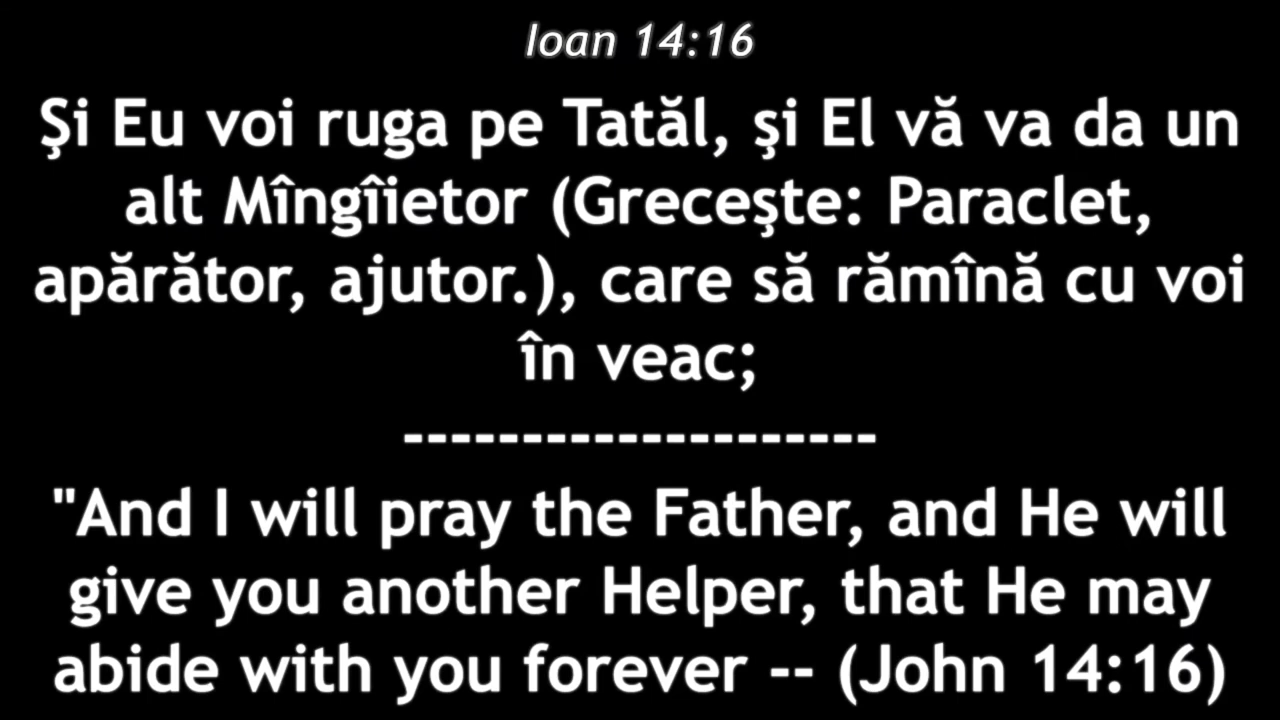 Ioan 14:16
Şi Eu voi ruga pe Tatăl, şi El vă va da un
alt Mîngîietor (Greceşte: Paraclet,
apărător, ajutor.), care să rămînă cu voi
în veac;
--------------------
"And I will pray the Father, and He will
give you another Helper, that He may
abide with you forever -- (John 14:16)